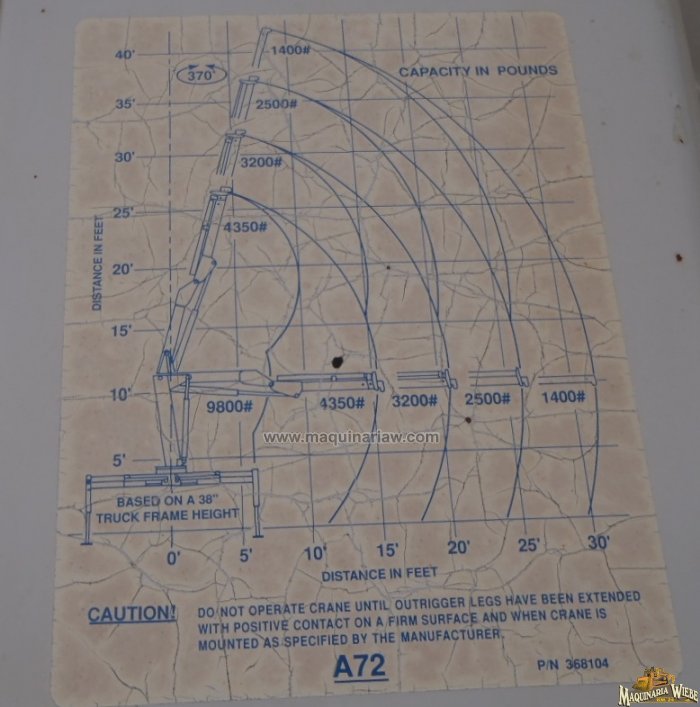 40'
1400#
370°
CAPACITY IN POUNDS
35'
2500#
30'
3200#
25'
4350#
DISTANCE IN FEET
20'
15'
10'
9800#
4350#
3200#
2500#
1400#
www.maquinariaw.com
5'
BASED ON A 38"
TRUCK FRAME HEIGHT
0'
5'
10'
15'
20'
25'
30'
DISTANCE IN FEET
CAUTION!
DO NOT OPERATE CRANE UNTIL OUTRIGGER LEGS HAVE BEEN EXTENDED
WITH POSITIVE CONTACT ON A FIRM SURFACE AND WHEN CRANE IS
MOUNTED AS SPECIFIED BY THE MANUFACTURER.
A72
P/N 368104
MAQUINARIA WIEBE